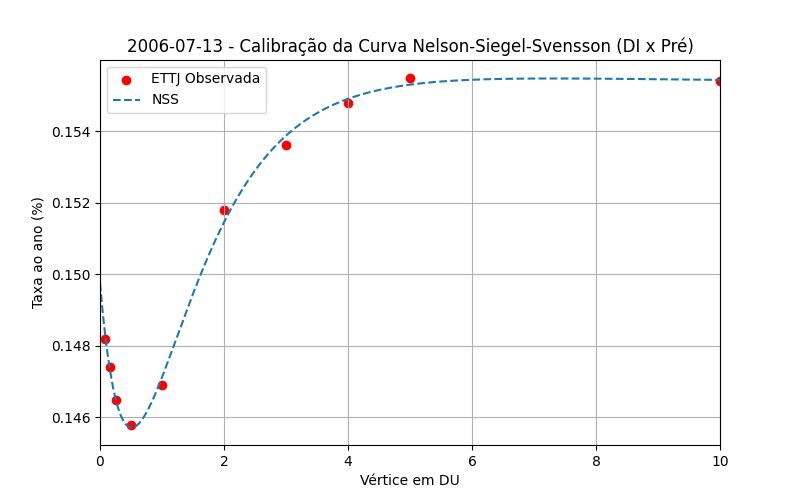 2006-07-13 - Calibração da Curva Nelson-Siegel-Svensson (DI x Pré)
ETTJ Observada
NSS
Taxa ao ano (%)
0.154
0.152
0.150
0.148
0.146
0 2 4 6 8 10
Vértice em DU